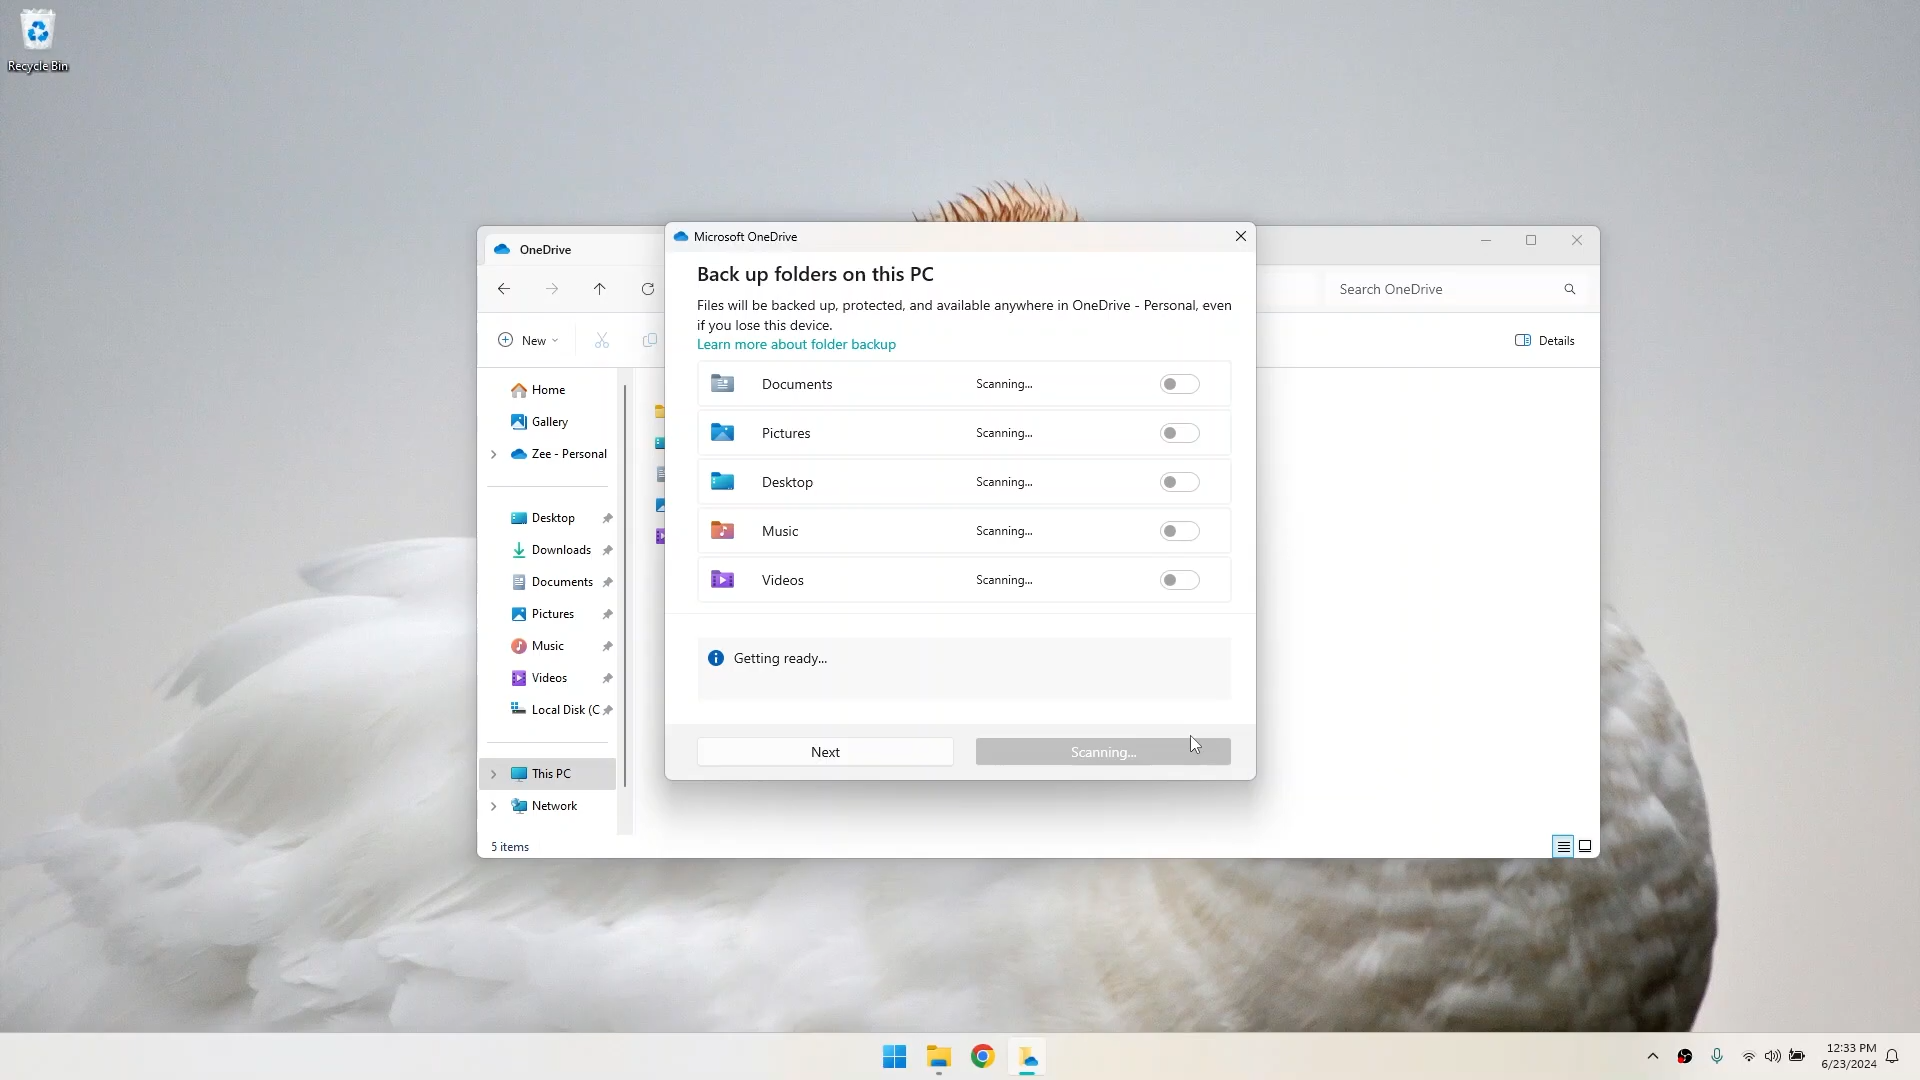 Recycle Bin
OneDrive
Microsoft OneDrive
Search OneDrive
New
Details
Back up folders on this PC
Files will be backed up, protected, and available anywhere in OneDrive - Personal, even
if you lose this device.
Learn more about folder backup
Documents Scanning...
Pictures Scanning...
Desktop Scanning...
Music Scanning...
Videos Scanning...
Getting ready...
Next
Scanning...
Home
Gallery
Zee - Personal
Desktop
Downloads
Documents
Pictures
Music
Videos
Local Disk (C
This PC
Network
5 items
12:33 PM
6/23/2024